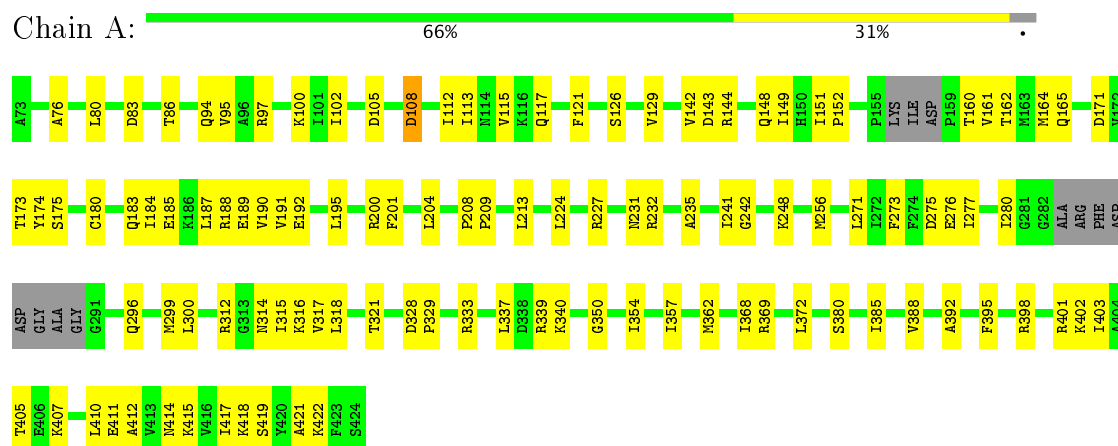 Chain A:
66% 31% •
A73 A76 L80 D83 T86 Q94 V95 A96 R97 K100 I101 I102 D105 D108 I112 I113 N114 V115 K116 Q117 F121 S126 V129 V142 D143 R144 Q148 I149 H150 I151 P152 P155 LYS ILE ASP P159 T160 V161 T162 M163 M164 Q165 D171 V172
T173 Y174 S175 C180 Q183 I184 E185 K186 L187 R188 E189 V190 V191 E192 L195 R200 F201 L204 P208 P209 L213 L224 R227 N231 R232 A235 I241 G242 K248 M256 L271 I272 F273 F274 D275 E276 I277 I280 G281 G282 ALA ARG PHE ASP
ASP GLY ALA GLY G291 Q296 M299 L300 R312 G313 N314 I315 K316 V317 L318 T321 D328 P329 R333 L337 D338 R339 K340 G350 I354 I357 M362 I368 R369 L372 S380 I385 V388 A392 F395 R398 R401 K402 I403 A404
T405 E406 K407 L410 E411 A412 V413 N414 K415 V416 I417 K418 S419 Y420 A421 K422 F423 S424